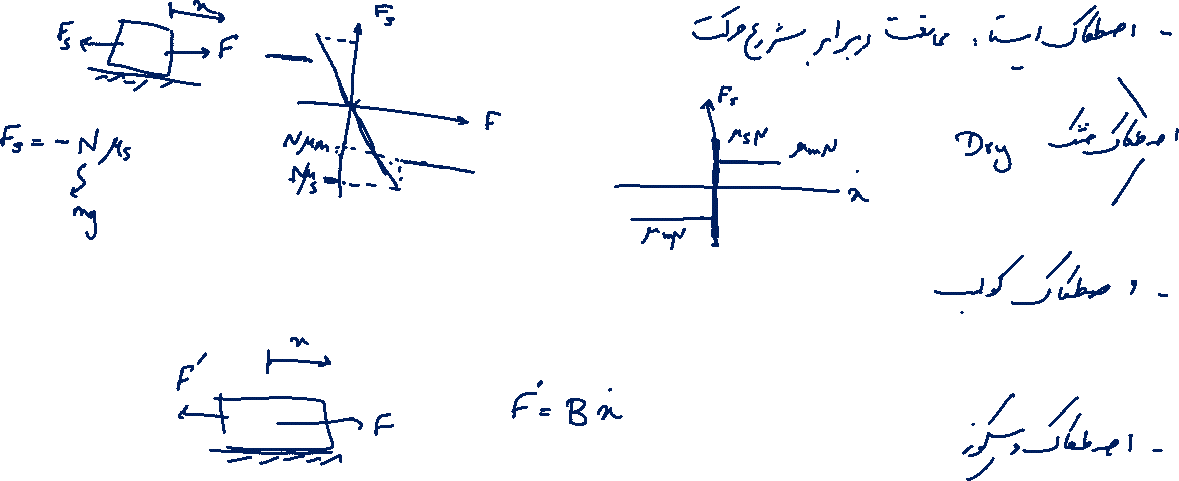 - اصطکاک ایستا: ممانعت در برابر شروع حرکت
اصطکاک خشک Dry
- اصطکاک کولمب
- اصطکاک ویسکوز
x
Fs
F
Fs = - N μs
mg
Fs
F
Nμm
Nμs
Fs
μsN
μmN
ẋ
μmN
x
F'
F
F' = B ẋ